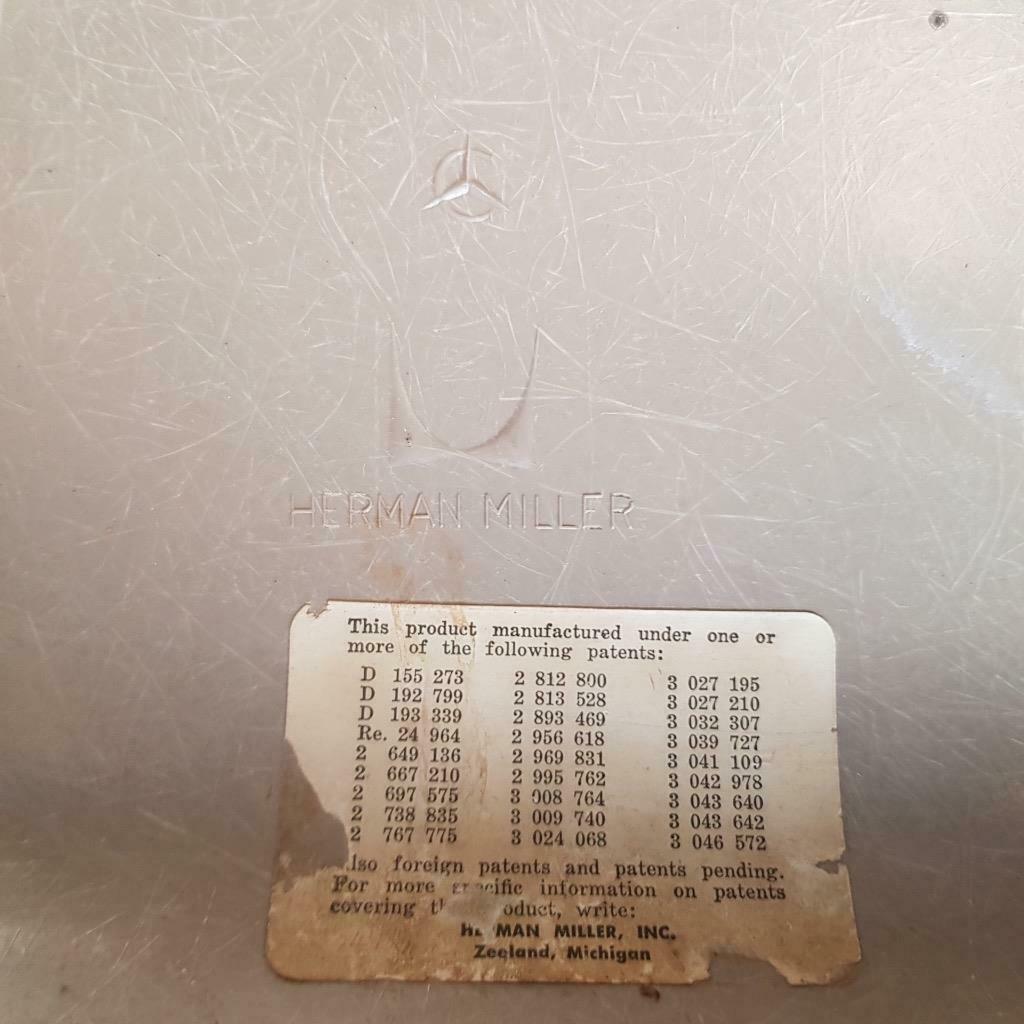 HERMAN MILLER
This product manufactured under one or
more of the following patents:
D 155 273 2 812 800 3 027 195
D 192 799 2 813 528 3 027 210
D 193 339 2 893 469 3 032 307
Re. 24 964 2 956 618 3 039 727
2 649 136 2 969 831 3 041 109
2 667 210 2 995 762 3 042 978
2 697 575 3 008 764 3 043 640
2 738 835 3 009 740 3 043 642
2 767 775 3 024 068 3 046 572
lso foreign patents and patents pending.
For more specific information on patents
covering oduct, write:
HERMAN MILLER, INC.
Zeeland, Michigan